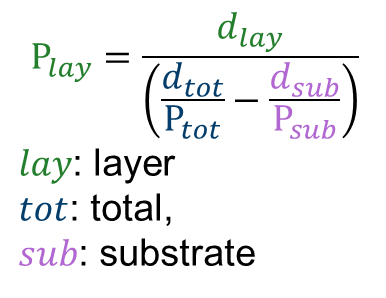 P_lay = d_lay / (d_tot/P_tot − d_sub/P_sub)
lay: layer
tot: total,
sub: substrate